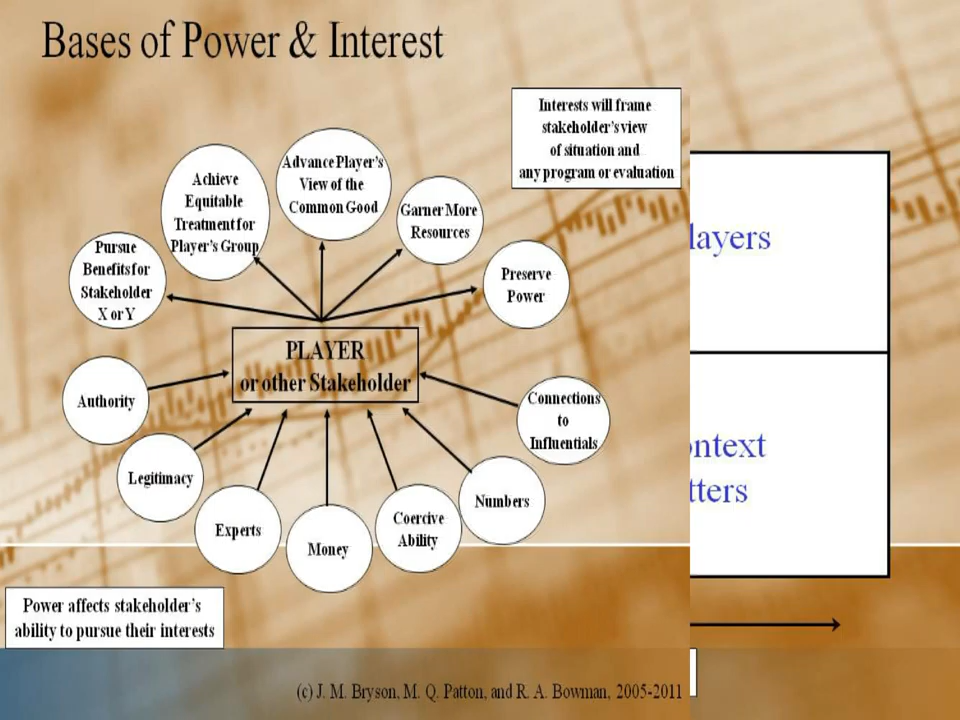 Bases of Power & Interest
Interests will frame
stakeholder's view
of situation and
any program or evaluation
Advance Player's
View of the
Common Good
Achieve
Equitable
Treatment for
Player's Group
Garner More
Resources
Pursue
Benefits for
Stakeholder
X or Y
Preserve
Power
PLAYER
or other Stakeholder
Authority
Connections
to
Influentials
Legitimacy
Numbers
Experts
Coercive
Ability
Money
layers
ontext
tters
Power affects stakeholder's
ability to pursue their interests
(c) J. M. Bryson, M. Q. Patton, and R. A. Bowman, 2005-2011